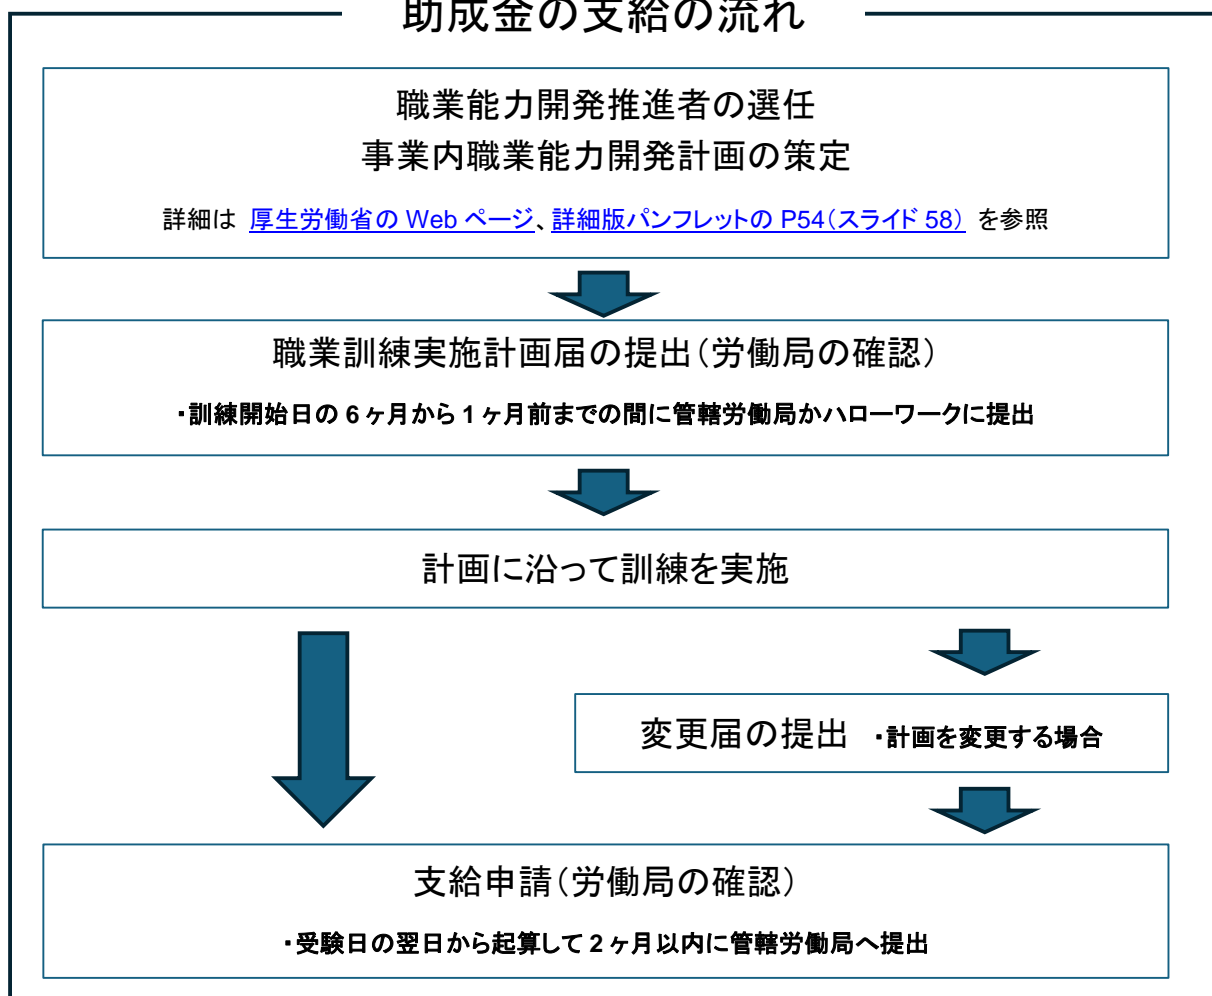 助成金の支給の流れ
職業能力開発推進者の選任
事業内職業能力開発計画の策定
詳細は 厚生労働省の Web ページ、詳細版パンフレットの P54（スライド 58） を参照
職業訓練実施計画届の提出（労働局の確認）
・訓練開始日の 6 ヶ月から 1 ヶ月前までの間に管轄労働局かハローワークに提出
計画に沿って訓練を実施
変更届の提出 ・計画を変更する場合
支給申請（労働局の確認）
・受験日の翌日から起算して 2 ヶ月以内に管轄労働局へ提出